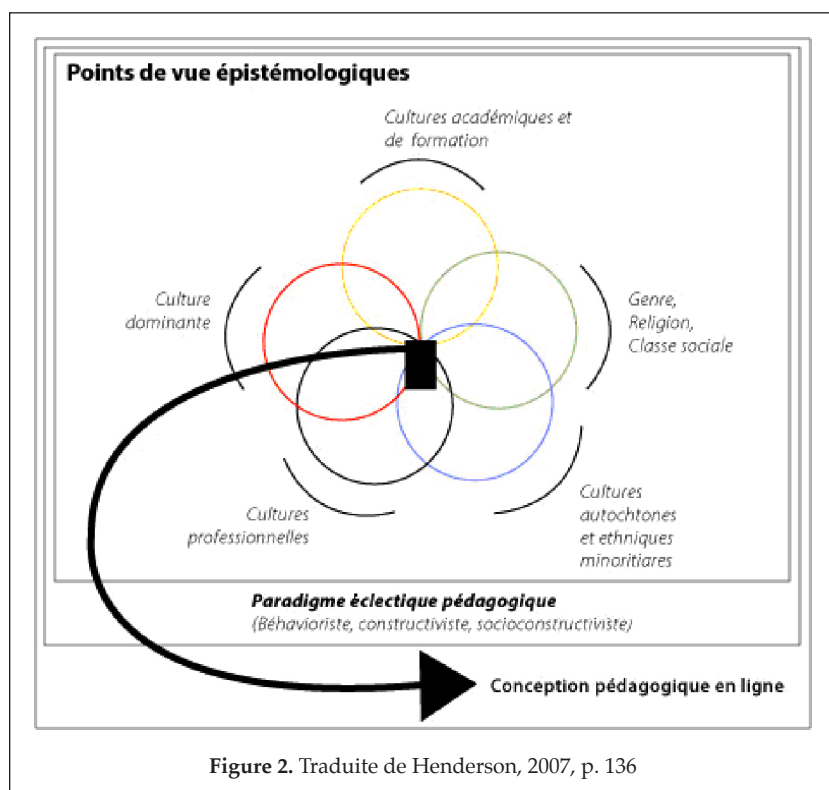 Points de vue épistémologiques
Cultures académiques et
de formation
Culture
dominante
Genre,
Religion,
Classe sociale
Cultures
professionnelles
Cultures
autochtones
et ethniques
minoritiares
Paradigme éclectique pédagogique
(Béhavioriste, constructiviste, socioconstructiviste)
Conception pédagogique en ligne
Figure 2. Traduite de Henderson, 2007, p. 136